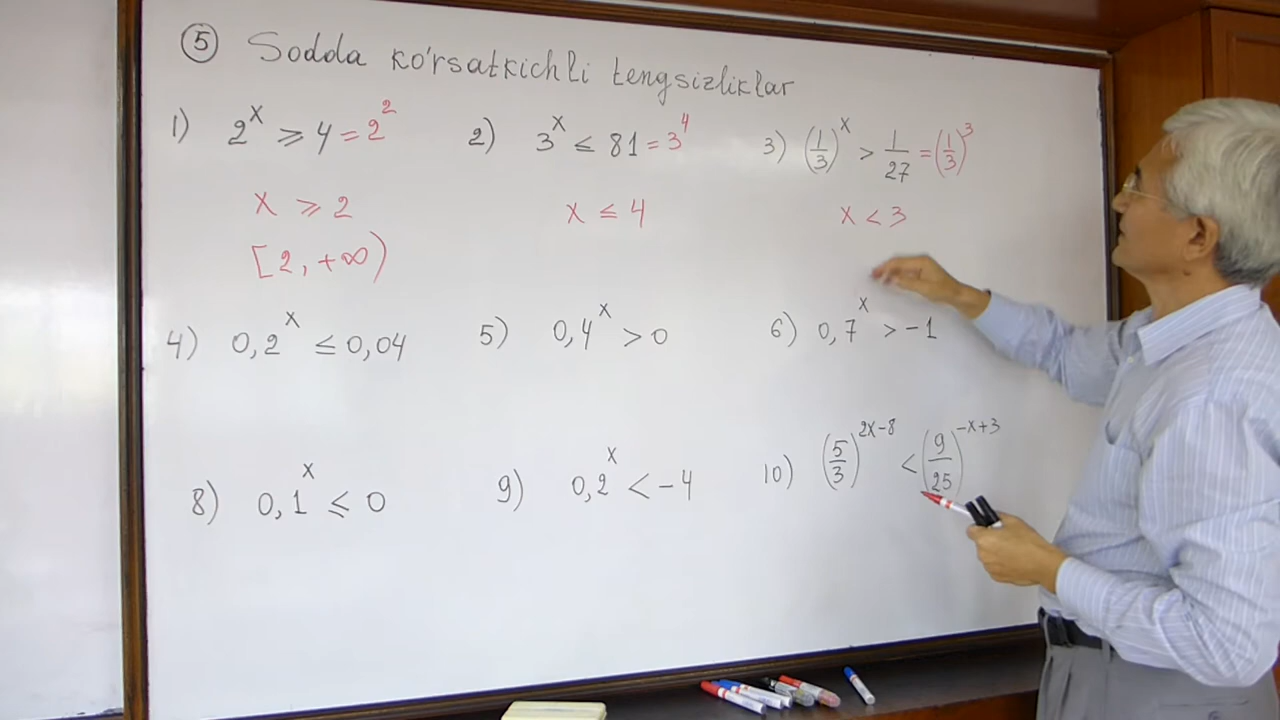 ⑤ Sodda ko'rsatkichli tengsizliklar
1) 2^x ⩾ 4 = 2^2
x ⩾ 2
[2, +∞)
2) 3^x ≤ 81 = 3^4
x ≤ 4
3) (1/3)^x > 1/27 = (1/3)^3
x < 3
4) 0,2^x ≤ 0,04
5) 0,4^x > 0
6) 0,7^x > -1
8) 0,1^x ⩽ 0
9) 0,2^x < -4
10) (5/3)^(2x-8) < (9/25)^(-x+3)